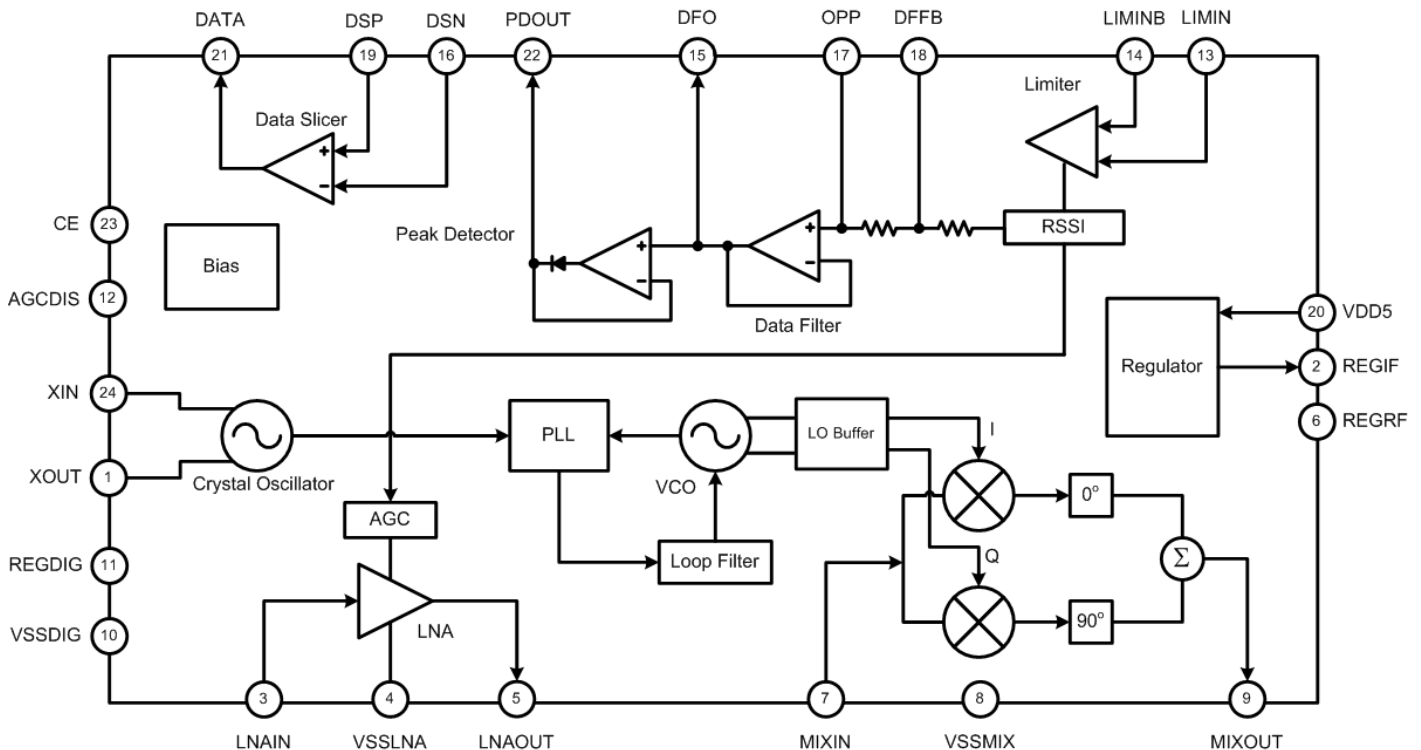 DATA DSP DSN PDOUT DFO OPP DFFB LIMINB LIMIN
21 19 16 22 15 17 18 14 13
Limiter
Data Slicer
+
−
CE
23
Peak Detector
+
−
+
−
RSSI
Bias
AGCDIS
12
Data Filter
20 VDD5
Regulator
2 REGIF
XIN
24
6 REGRF
PLL
LO Buffer
I
XOUT
1
Crystal Oscillator
VCO
0°
AGC
REGDIG
11
Loop Filter
Q
Σ
VSSDIG
10
LNA
90°
3 4 5 7 8 9
LNAIN VSSLNA LNAOUT MIXIN VSSMIX MIXOUT